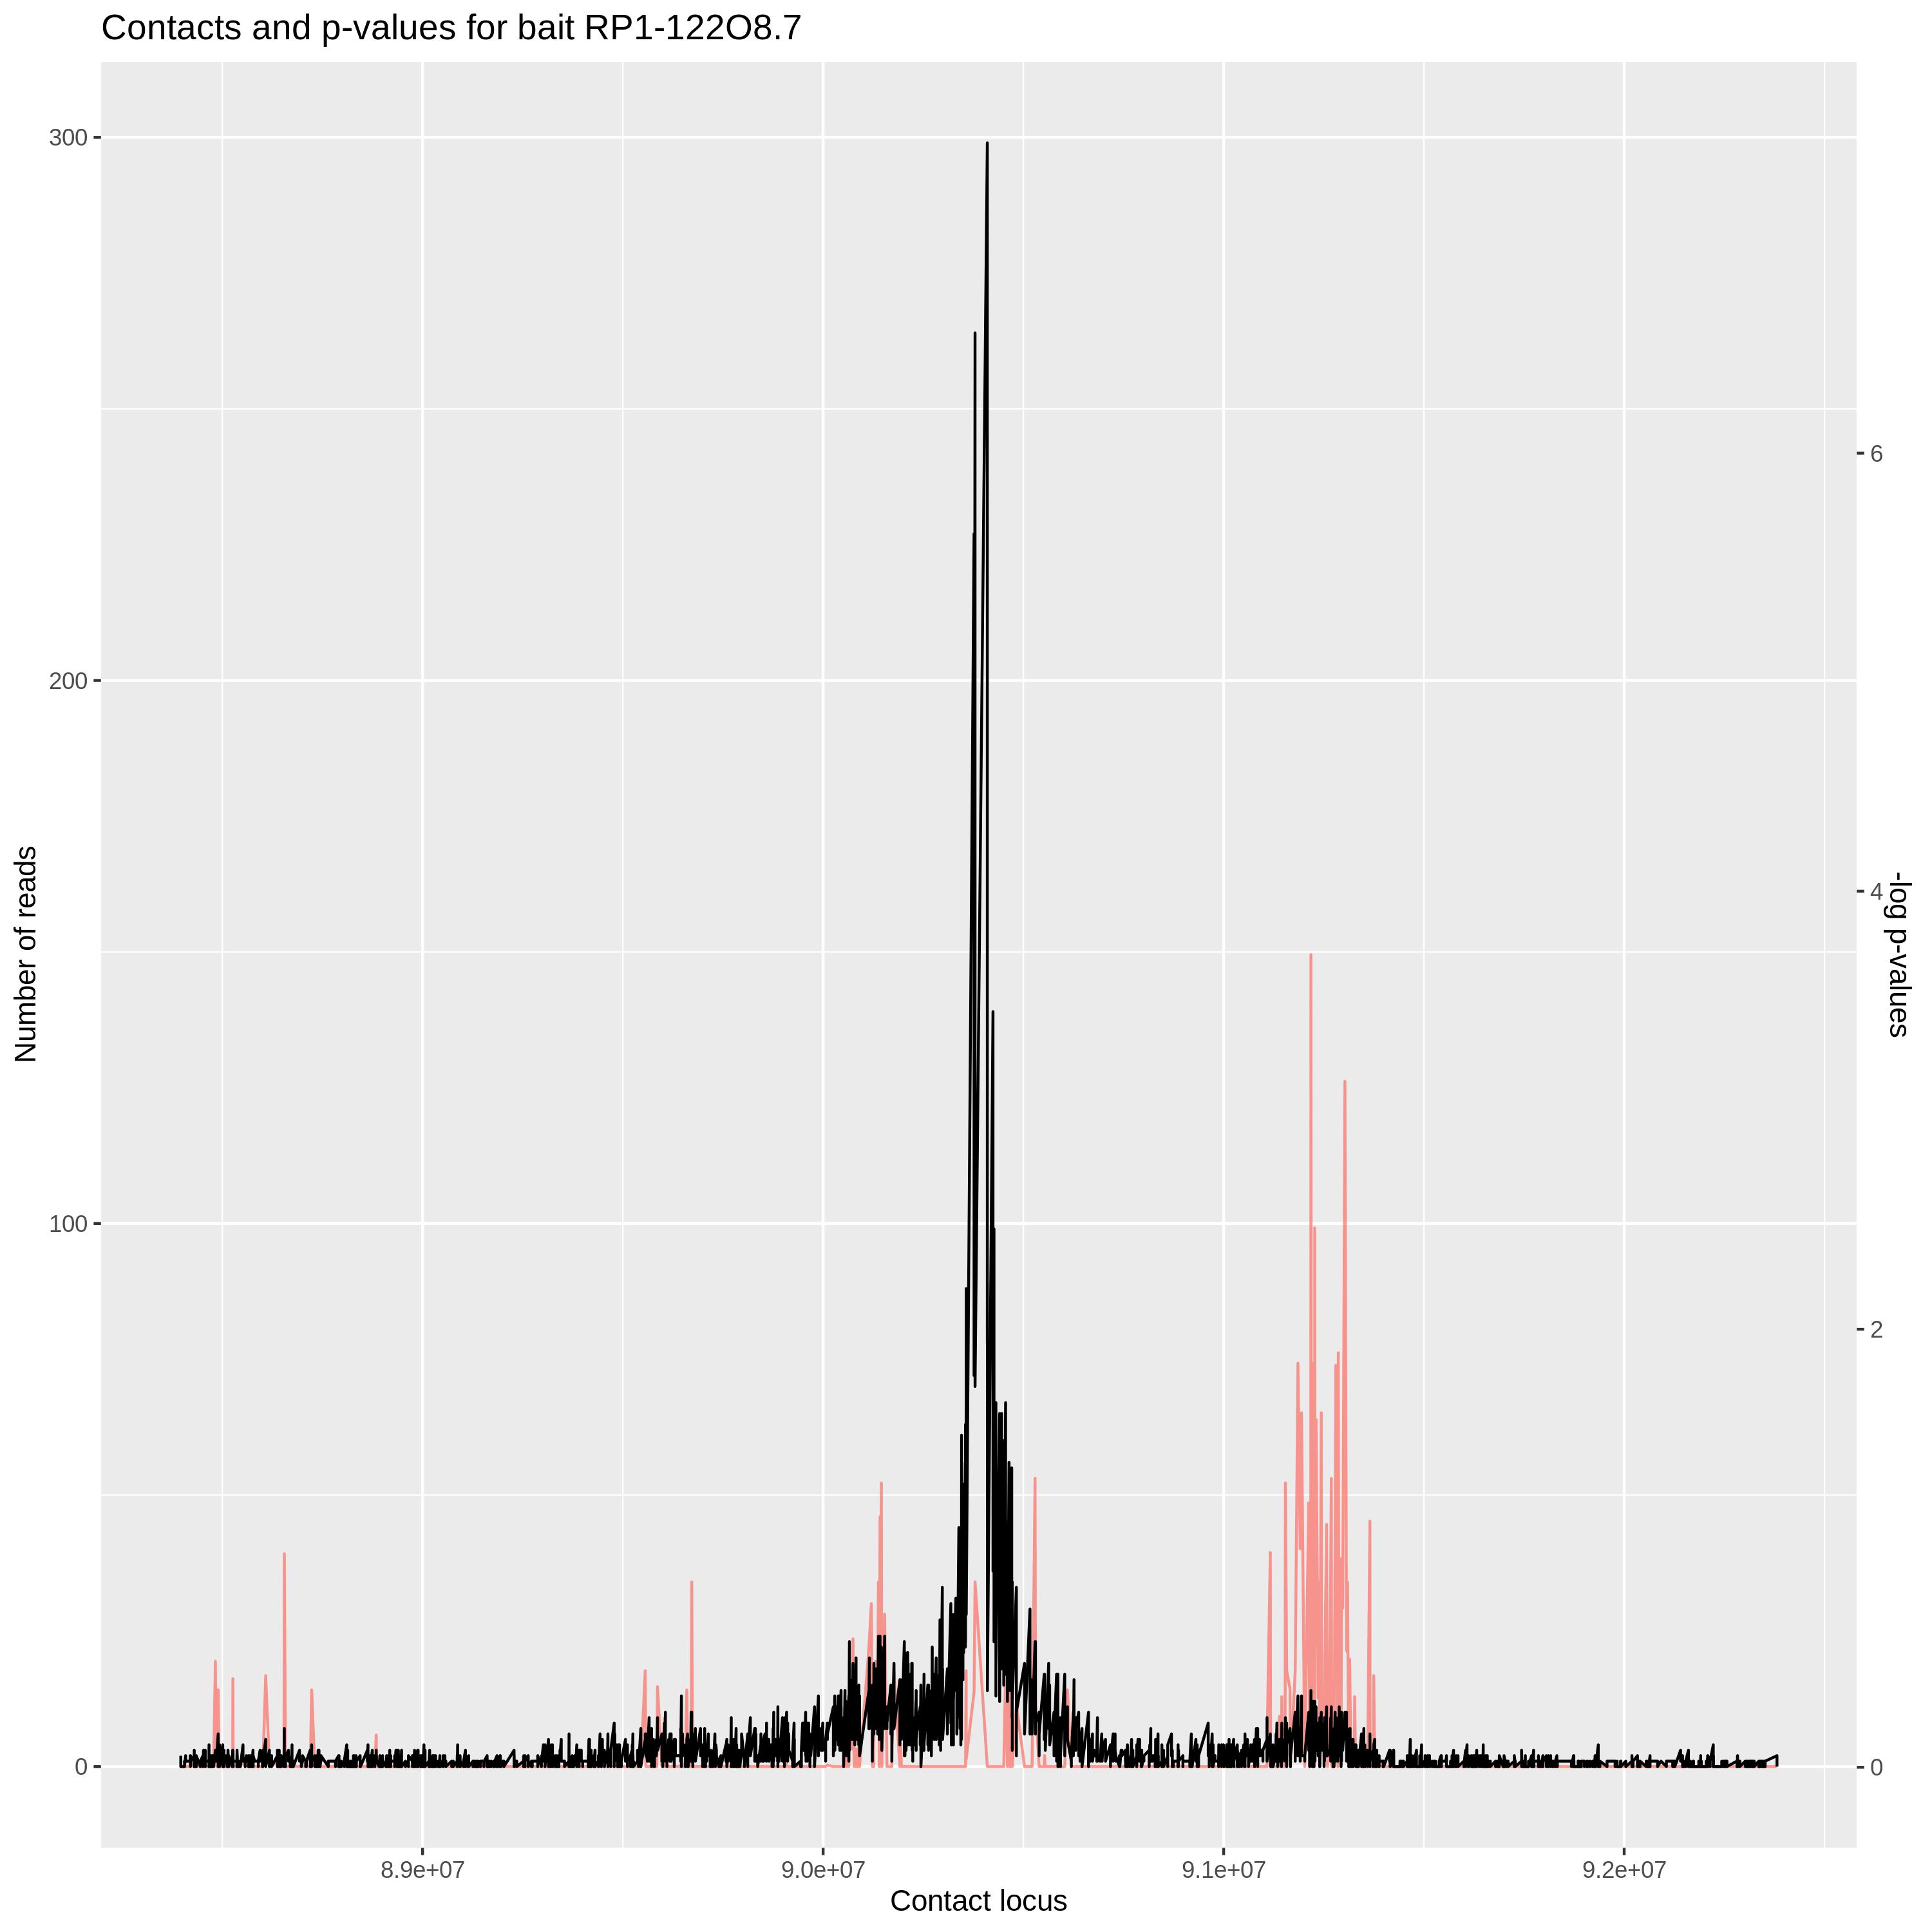 Contacts and p-values for bait RP1-122O8.7
300
200
100
0
Number of reads
6
4
2
0
-log p-values
8.9e+07
9.0e+07
9.1e+07
9.2e+07
Contact locus